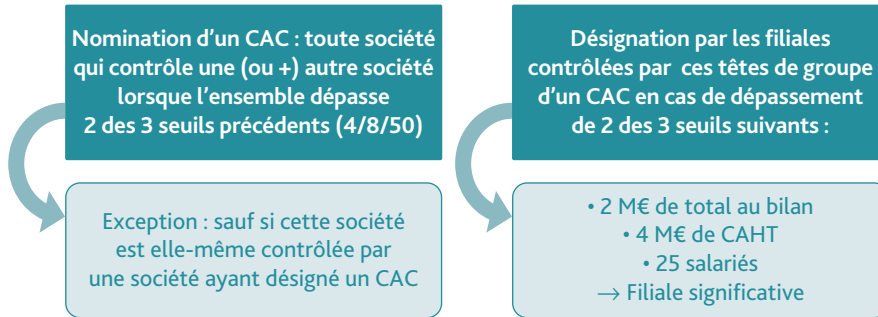 Nomination d’un CAC : toute société
qui contrôle une (ou +) autre société
lorsque l’ensemble dépasse
2 des 3 seuils précédents (4/8/50)
Exception : sauf si cette société
est elle-même contrôlée par
une société ayant désigné un CAC
Désignation par les filiales
contrôlées par ces têtes de groupe
d’un CAC en cas de dépassement
de 2 des 3 seuils suivants :
• 2 M€ de total au bilan
• 4 M€ de CAHT
• 25 salariés
→ Filiale significative